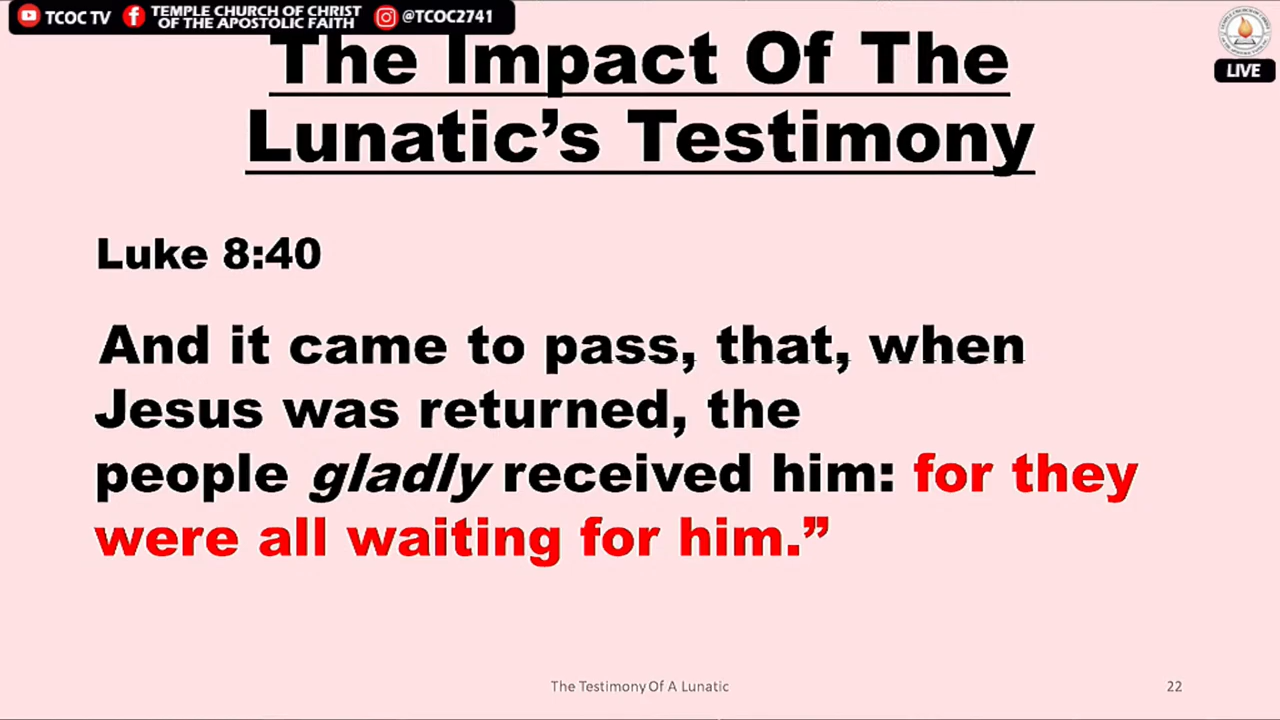 TCOC TV TEMPLE CHURCH OF CHRIST OF THE APOSTOLIC FAITH @TCOC2741
LIVE
The Impact Of The
Lunatic’s Testimony
Luke 8:40
And it came to pass, that, when
Jesus was returned, the
people gladly received him: for they
were all waiting for him.”
The Testimony Of A Lunatic
22